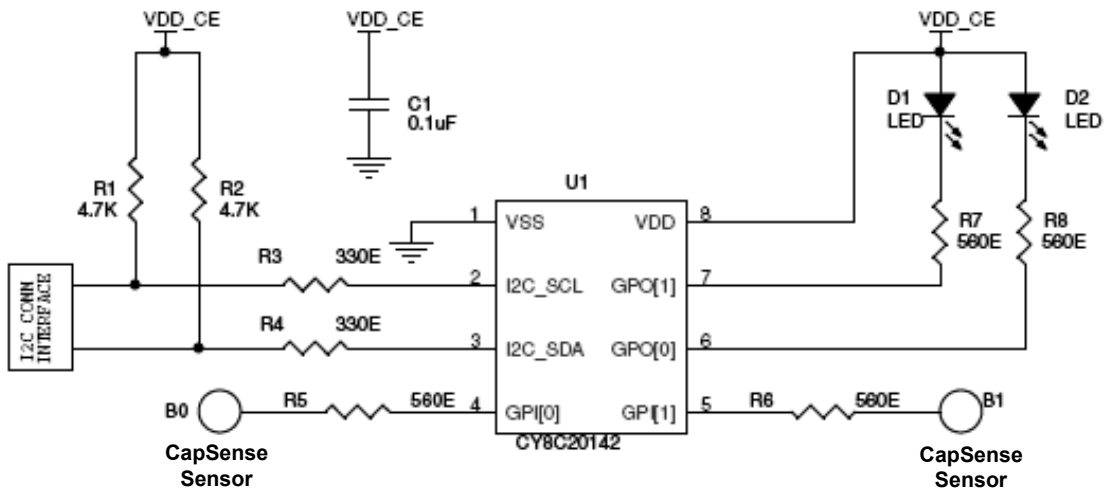 VDD_CE
VDD_CE
VDD_CE
C1
0.1uF
D1
LED
D2
LED
R1
4.7K
R2
4.7K
U1
1
VSS
VDD
8
R7
560E
R8
560E
R3
330E
2
I2C_SCL
GPO[1]
7
I2C CONN
INTERFACE
R4
330E
3
I2C_SDA
GPO[0]
6
B0
R5
560E
4
GPI[0]
GPI[1]
5
R6
560E
B1
CY8C20142
CapSense
Sensor
CapSense
Sensor